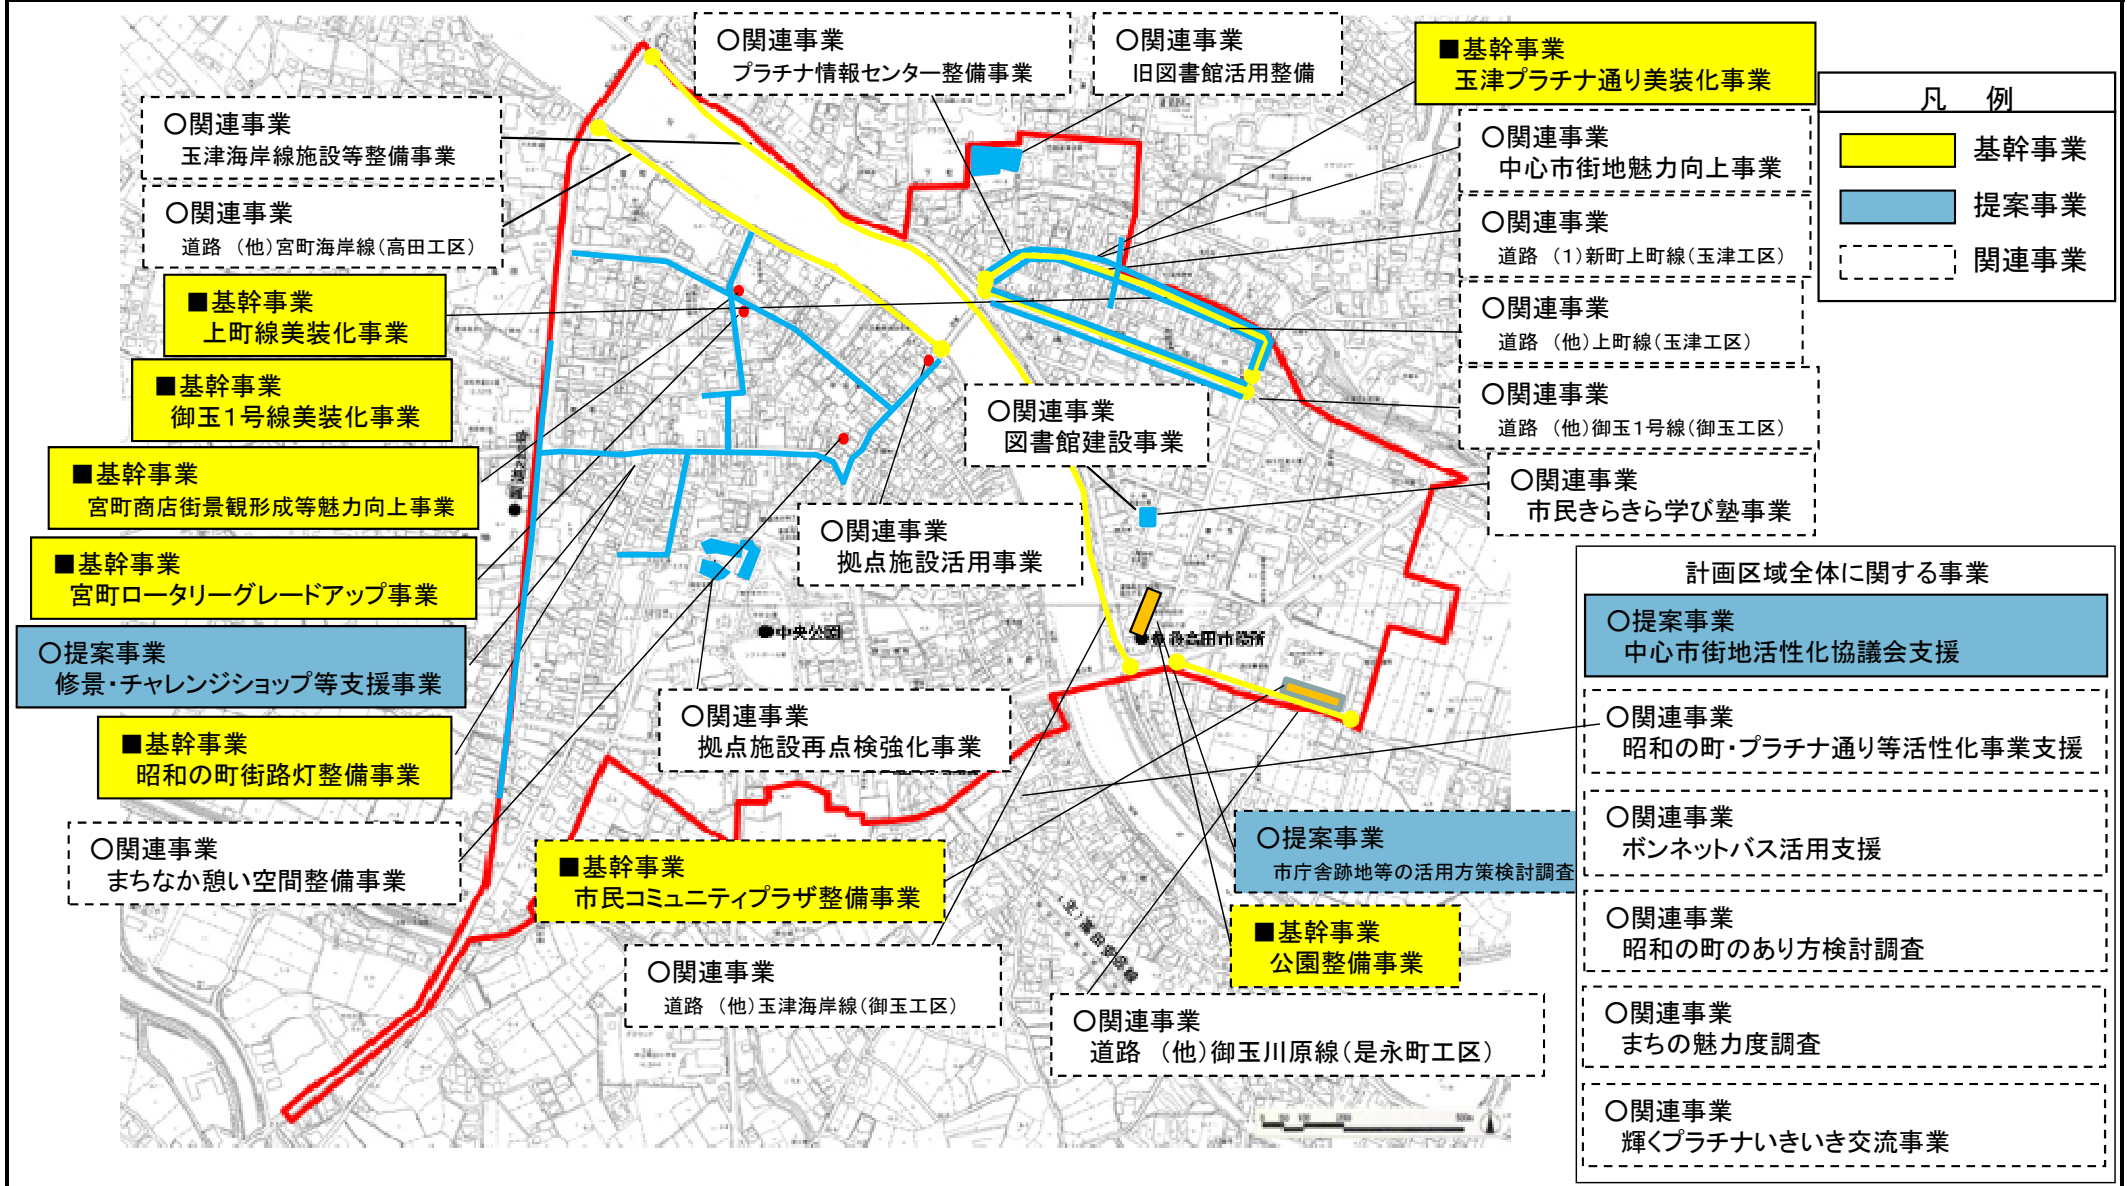 ○関連事業
プラチナ情報センター整備事業
○関連事業
旧図書館活用整備
■基幹事業
玉津プラチナ通り美装化事業
凡 例
基幹事業
提案事業
関連事業
○関連事業
玉津海岸線施設等整備事業
○関連事業
道路 (他)宮町海岸線(高田工区)
■基幹事業
上町線美装化事業
■基幹事業
御玉1号線美装化事業
■基幹事業
宮町商店街景観形成等魅力向上事業
■基幹事業
宮町ロータリーグレードアップ事業
○提案事業
修景・チャレンジショップ等支援事業
■基幹事業
昭和の町街路灯整備事業
○関連事業
まちなか憩い空間整備事業
○関連事業
中心市街地魅力向上事業
○関連事業
道路 (1)新町上町線(玉津工区)
○関連事業
道路 (他)上町線(玉津工区)
○関連事業
道路 (他)御玉1号線(御玉工区)
○関連事業
市民きらきら学び塾事業
○関連事業
図書館建設事業
○関連事業
拠点施設活用事業
●中央公園
○関連事業
拠点施設再点検強化事業
■基幹事業
市民コミュニティプラザ整備事業
○関連事業
道路 (他)玉津海岸線(御玉工区)
○提案事業
市庁舎跡地等の活用方策検討調査
■基幹事業
公園整備事業
○関連事業
道路 (他)御玉川原線(是永町工区)
計画区域全体に関する事業
○提案事業
中心市街地活性化協議会支援
○関連事業
昭和の町・プラチナ通り等活性化事業支援
○関連事業
ボンネットバス活用支援
○関連事業
昭和の町のあり方検討調査
○関連事業
まちの魅力度調査
○関連事業
輝くプラチナいきいき交流事業